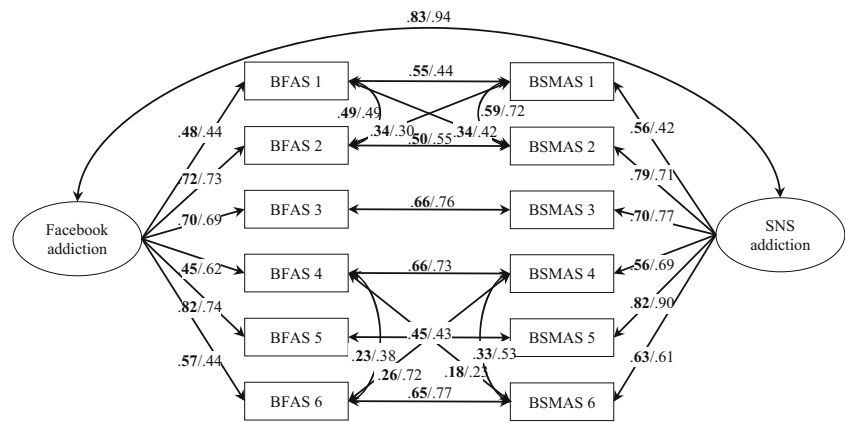 .83/.94
BFAS 1
.55/.44
BSMAS 1
.49/.49
.59/.72
.48/.44
.34/.30
.34/.42
.56/.42
BFAS 2
.50/.55
BSMAS 2
.72/.73
.79/.71
Facebook
addiction
.70/.69
BFAS 3
.66/.76
BSMAS 3
.70/.77
SNS
addiction
.45/.62
BFAS 4
.66/.73
BSMAS 4
.56/.69
.82/.74
BFAS 5
.45/.43
BSMAS 5
.82/.90
.23/.38
.33/.53
.57/.44
.26/.72
.18/.23
.63/.61
BFAS 6
.65/.77
BSMAS 6